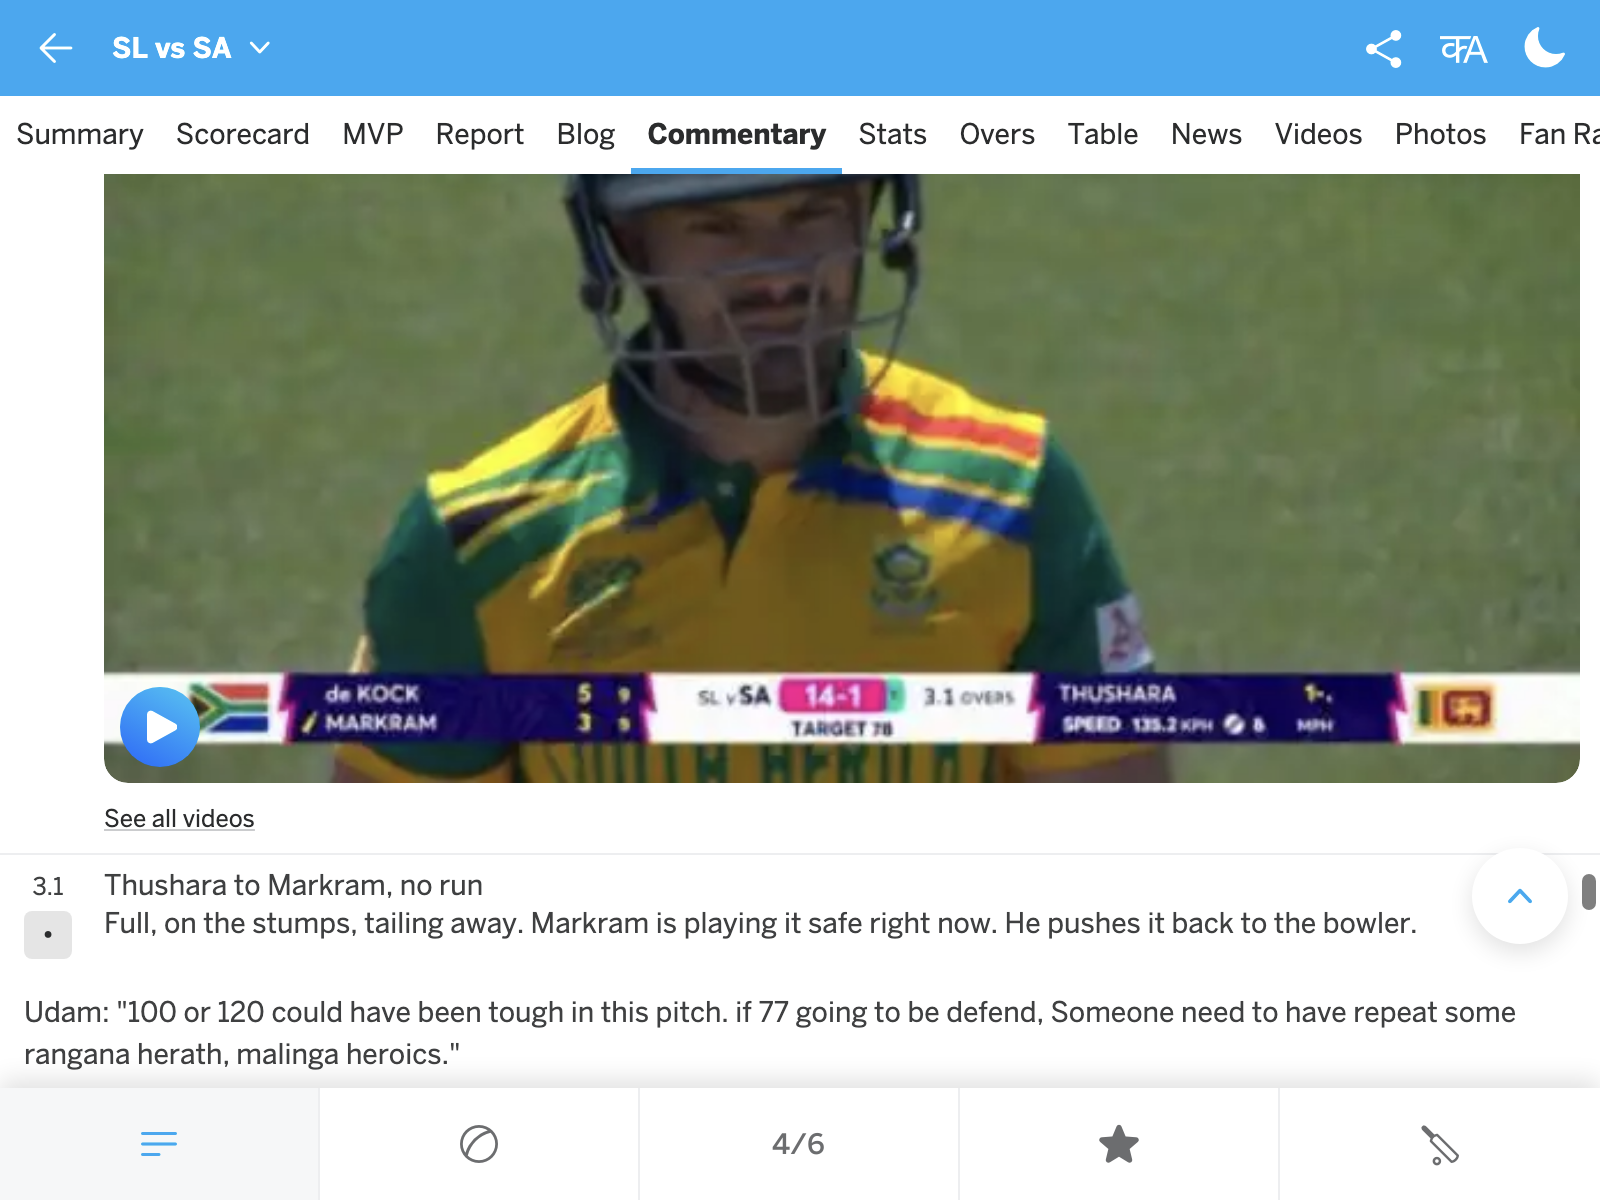 SL vs SA
कA
Summary Scorecard MVP Report Blog Commentary Stats Overs Table News Videos Photos Fan Ra
de KOCK 5 9
MARKRAM 3 9
SL v SA 14-1 3.1 OVERS
TARGET 78
THUSHARA 1-
SPEED 135.2 KPH MPH
SOUTH AFRICA
See all videos
3.1 Thushara to Markram, no run
Full, on the stumps, tailing away. Markram is playing it safe right now. He pushes it back to the bowler.
Udam: "100 or 120 could have been tough in this pitch. if 77 going to be defend, Someone need to have repeat some
rangana herath, malinga heroics."
4/6